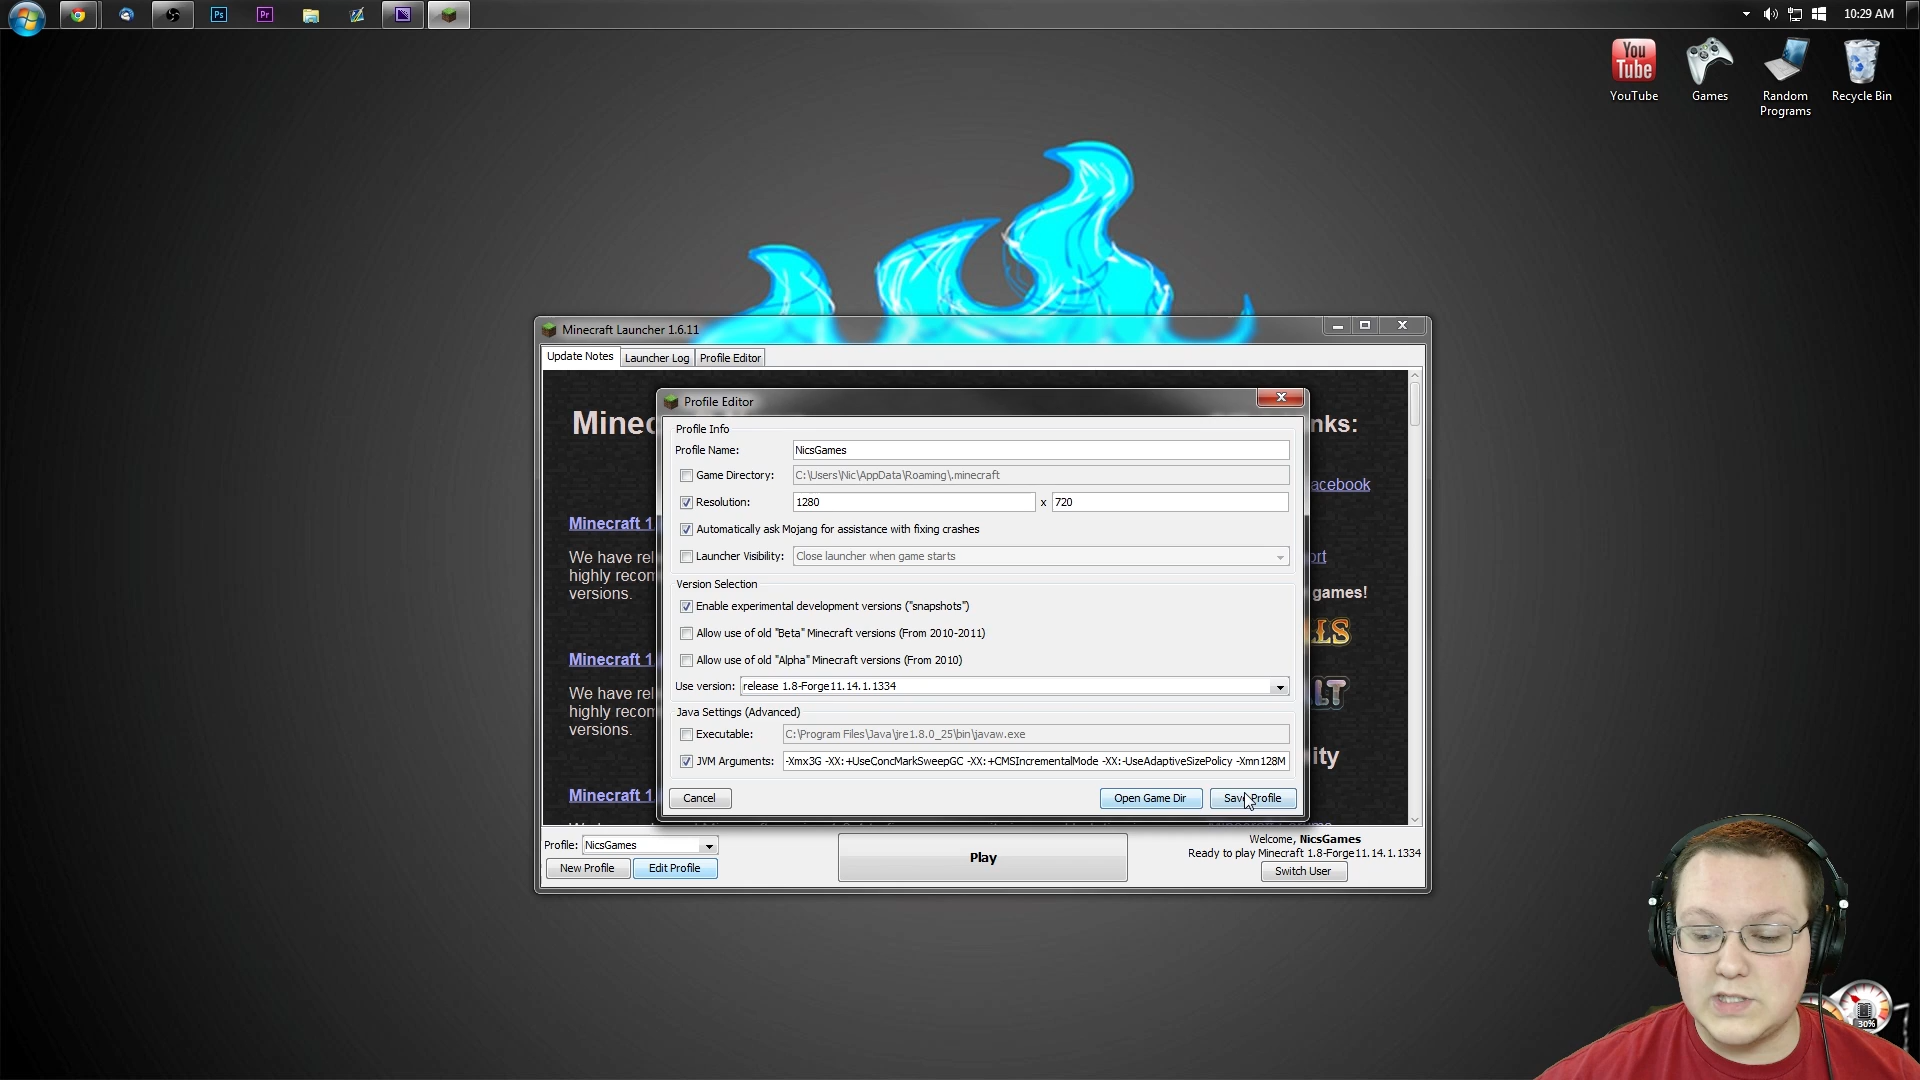 Ps
Pr
10:29 AM
You
Tube
YouTube
Games
Random
Programs
Recycle Bin
Minecraft Launcher 1.6.11
Update Notes
Launcher Log
Profile Editor
Minec
nks:
acebook
Minecraft 1
We have rel
highly recom
versions.
ort
games!
Minecraft 1
We have rel
highly recom
versions.
ity
Minecraft 1
Profile Editor
X
Profile Info
Profile Name:
NicsGames
Game Directory:
C:\Users\Nic\AppData\Roaming\.minecraft
Resolution:
1280
x
720
Automatically ask Mojang for assistance with fixing crashes
Launcher Visibility:
Close launcher when game starts
Version Selection
Enable experimental development versions ("snapshots")
Allow use of old "Beta" Minecraft versions (From 2010-2011)
Allow use of old "Alpha" Minecraft versions (From 2010)
Use version:
release 1.8-Forge11.14.1.1334
Java Settings (Advanced)
Executable:
C:\Program Files\Java\jre1.8.0_25\bin\javaw.exe
JVM Arguments:
-Xmx3G -XX:+UseConcMarkSweepGC -XX:+CMSIncrementalMode -XX:-UseAdaptiveSizePolicy -Xmn128M
Cancel
Open Game Dir
Save Profile
Profile:
NicsGames
New Profile
Edit Profile
Play
Welcome, NicsGames
Ready to play Minecraft 1.8-Forge11.14.1.1334
Switch User
30%